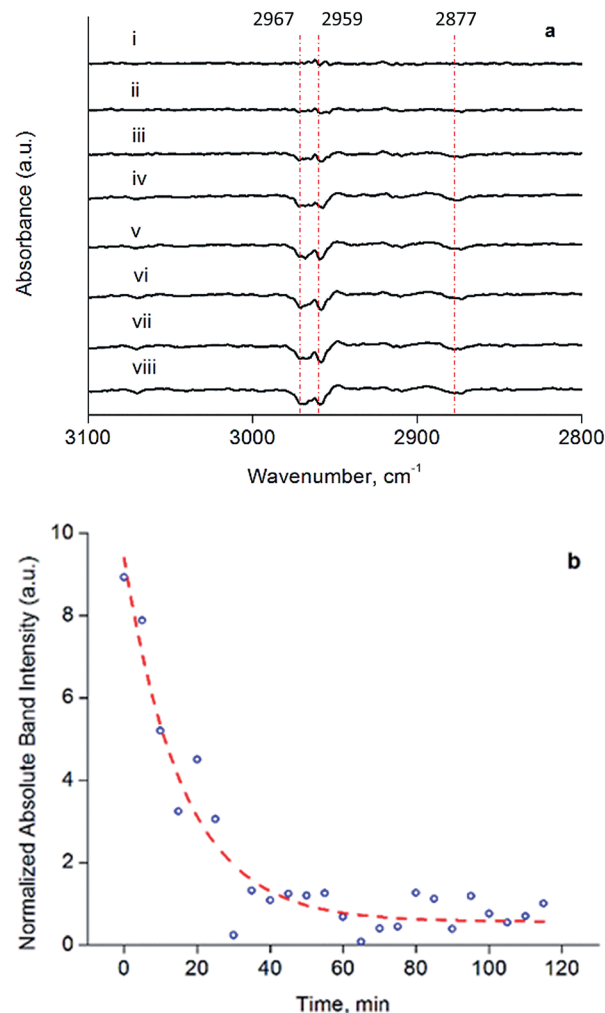 2967 2959 2877
a
i
ii
iii
iv
v
vi
vii
viii
Absorbance (a.u.)
3100 3000 2900 2800
Wavenumber, cm⁻¹
b
10
8
6
4
2
0
Normalized Absolute Band Intensity (a.u.)
0 20 40 60 80 100 120
Time, min